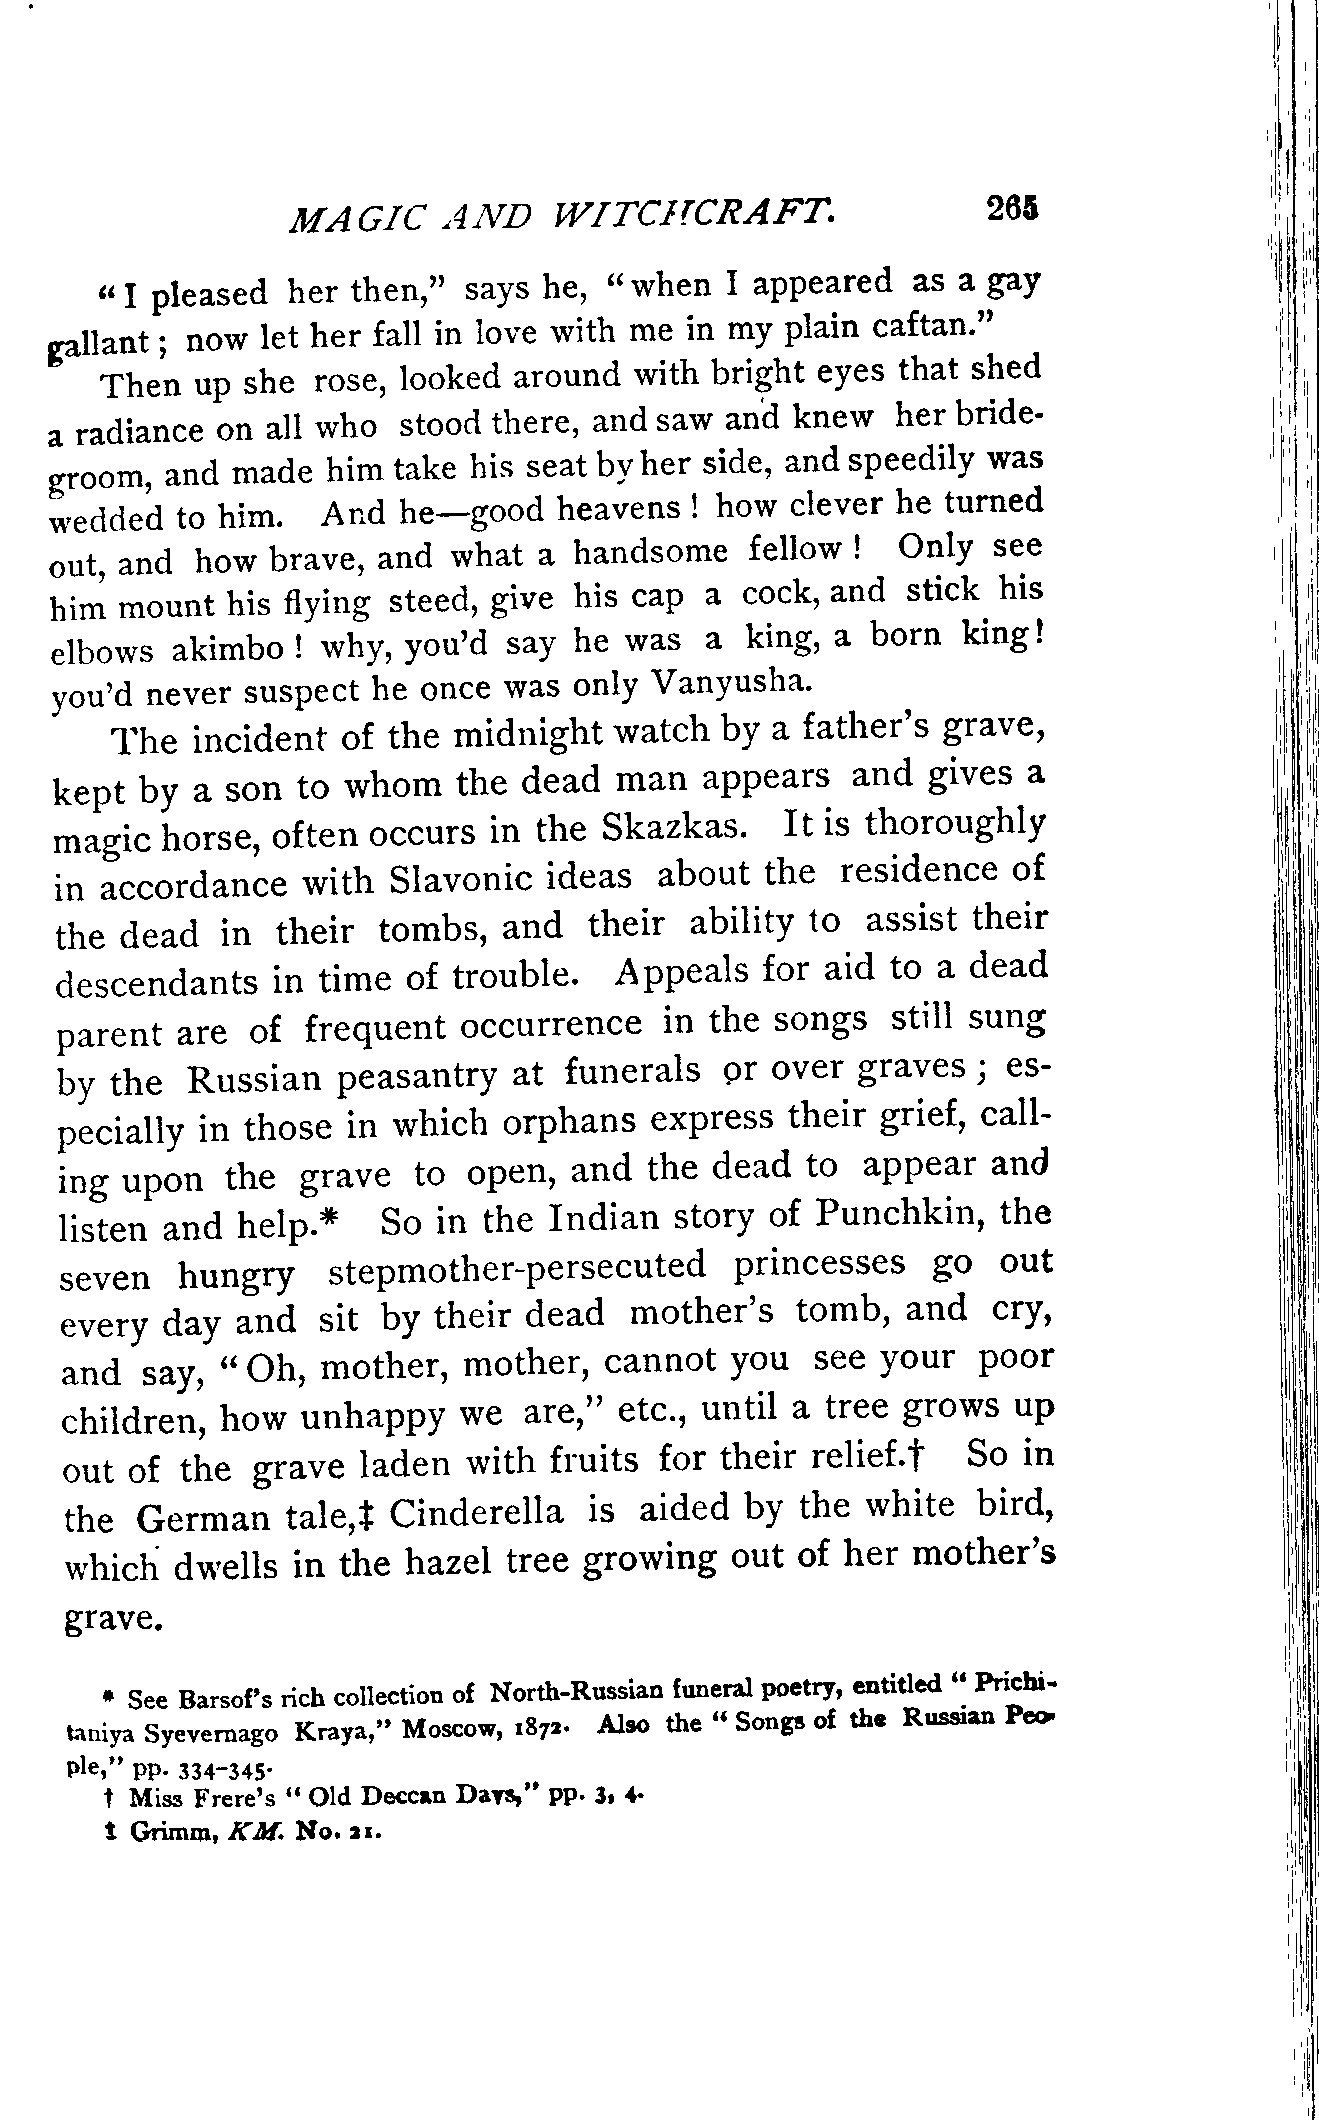 MAGIC AND WITCHCRAFT. 265
“I pleased her then,” says he, “when I appeared as a gay
gallant; now let her fall in love with me in my plain caftan.”
Then up she rose, looked around with bright eyes that shed
a radiance on all who stood there, and saw and knew her bride-
groom, and made him take his seat by her side, and speedily was
wedded to him. And he—good heavens! how clever he turned
out, and how brave, and what a handsome fellow! Only see
him mount his flying steed, give his cap a cock, and stick his
elbows akimbo! why, you’d say he was a king, a born king!
you’d never suspect he once was only Vanyusha.
The incident of the midnight watch by a father’s grave,
kept by a son to whom the dead man appears and gives a
magic horse, often occurs in the Skazkas. It is thoroughly
in accordance with Slavonic ideas about the residence of
the dead in their tombs, and their ability to assist their
descendants in time of trouble. Appeals for aid to a dead
parent are of frequent occurrence in the songs still sung
by the Russian peasantry at funerals or over graves; es-
pecially in those in which orphans express their grief, call-
ing upon the grave to open, and the dead to appear and
listen and help.* So in the Indian story of Punchkin, the
seven hungry stepmother-persecuted princesses go out
every day and sit by their dead mother’s tomb, and cry,
and say, “Oh, mother, mother, cannot you see your poor
children, how unhappy we are,” etc., until a tree grows up
out of the grave laden with fruits for their relief.† So in
the German tale,‡ Cinderella is aided by the white bird,
which dwells in the hazel tree growing out of her mother’s
grave.
* See Barsof’s rich collection of North-Russian funeral poetry, entitled “Prichi-
taniya Syevernago Kraya,” Moscow, 1872. Also the “Songs of the Russian Peo-
ple,” pp. 334–345.
† Miss Frere’s “Old Deccan Days,” pp. 3, 4.
‡ Grimm, KM. No. 21.